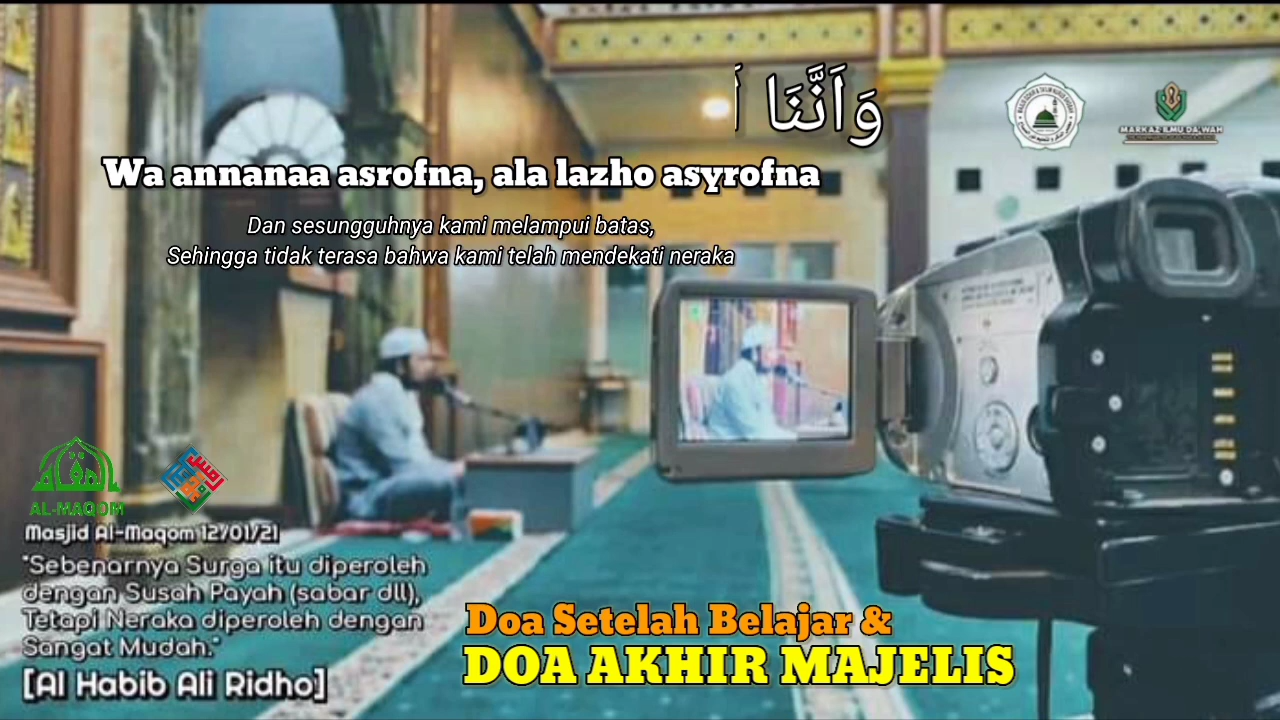 وَاَنَّنَا
Wa annanaa asrofna, ala lazho asyrofna
Dan sesungguhnya kami melampui batas,
Sehingga tidak terasa bahwa kami telah mendekati neraka
MARKAZ ILMU DA'WAH
AL-MAQOM
Masjid Al-Maqom 12/01/21
"Sebenarnya Surga itu diperoleh
dengan Susah Payah (sabar dll),
Tetapi Neraka diperoleh dengan
Sangat Mudah."
[Al Habib Ali Ridho]
Doa Setelah Belajar &
DOA AKHIR MAJELIS